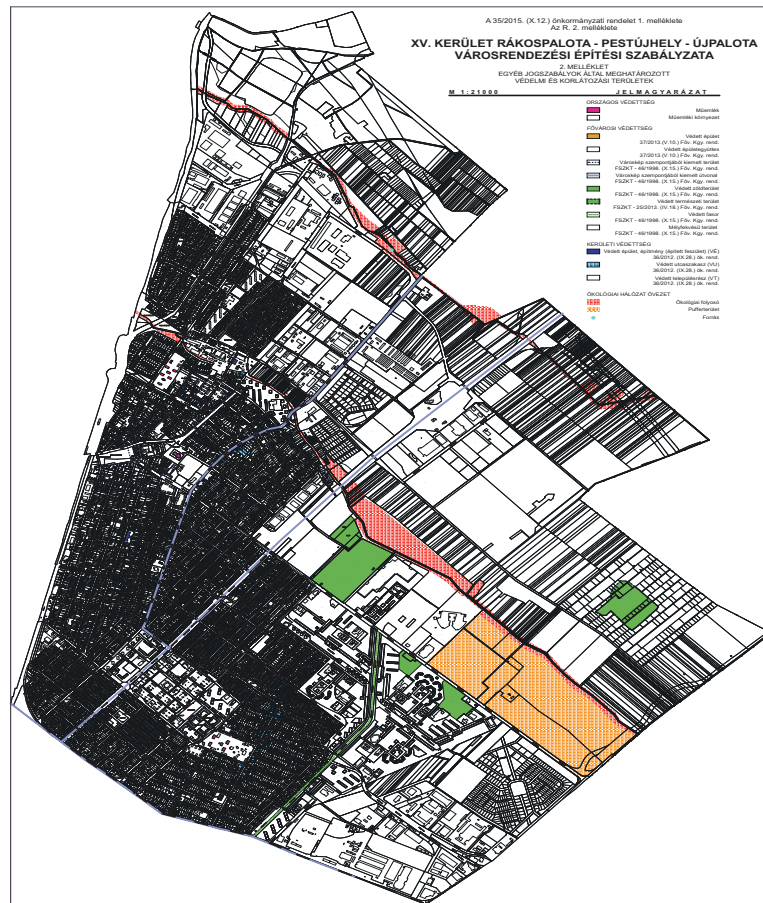 A 35/2015. (X.12.) önkormányzati rendelet 1. melléklete
Az R. 2. melléklete
XV. KERÜLET RÁKOSPALOTA - PESTÚJHELY - ÚJPALOTA
VÁROSRENDEZÉSI ÉPÍTÉSI SZABÁLYZATA
2. MELLÉKLET
EGYÉB JOGSZABÁLYOK ÁLTAL MEGHATÁROZOTT
VÉDELMI ÉS KORLÁTOZÁSI TERÜLETEK
M 1:21000 JELMAGYARÁZAT
ORSZÁGOS VÉDETTSÉG
Műemlék
Műemléki környezet
FŐVÁROSI VÉDETTSÉG
Védett épület
37/2013.(V.10.) Főv. Kgy. rend.
Védett épületegyüttes
37/2013.(V.10.) Főv. Kgy. rend.
Városkép szempontjából kiemelt terület
FSZKT - 46/1998. (X.15.) Főv. Kgy. rend.
Városkép szempontjából kiemelt útvonal
FSZKT - 46/1998. (X.15.) Főv. Kgy. rend.
Védett zöldterület
FSZKT - 46/1998. (X.15.) Főv. Kgy. rend.
Védett természeti terület
FSZKT - 25/2013. (IV.18.) Főv. Kgy. rend.
Védett fasor
FSZKT - 46/1998. (X.15.) Főv. Kgy. rend.
Mélyfekvésű terület
FSZKT - 46/1998. (X.15.) Főv. Kgy. rend.
KERÜLETI VÉDETTSÉG
Védett épület, építmény (épített feszület) (VÉ)
36/2012. (IX.28.) ök. rend.
Védett utcaszakasz (VU)
36/2012. (IX.28.) ök. rend.
Védett településrész (VT)
36/2012. (IX.28.) ök. rend.
ÖKOLÓGIAI HÁLÓZAT ÖVEZET
Ökológiai folyosó
Pufferterület
Forrás